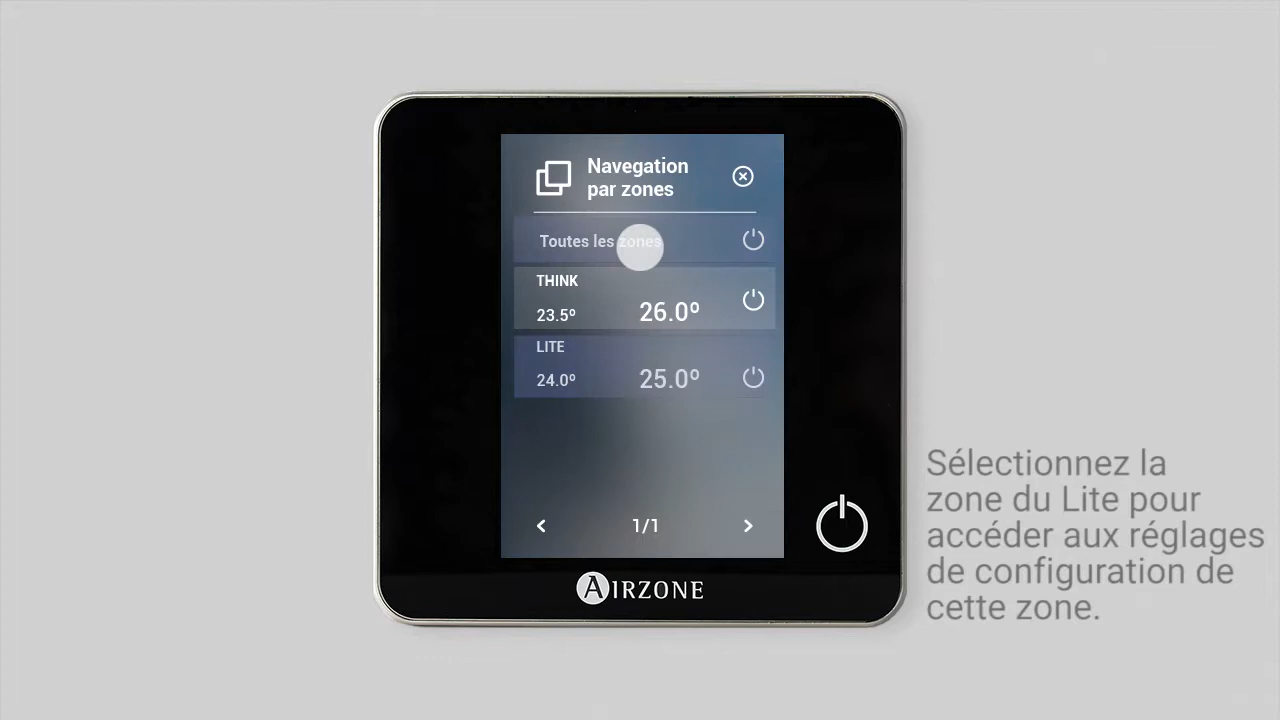 Navegation
par zones
Toutes les zones
THINK
23.5º 26.0º
LITE
24.0º 25.0º
1/1
AIRZONE
Sélectionnez la
zone du Lite pour
accéder aux réglages
de configuration de
cette zone.